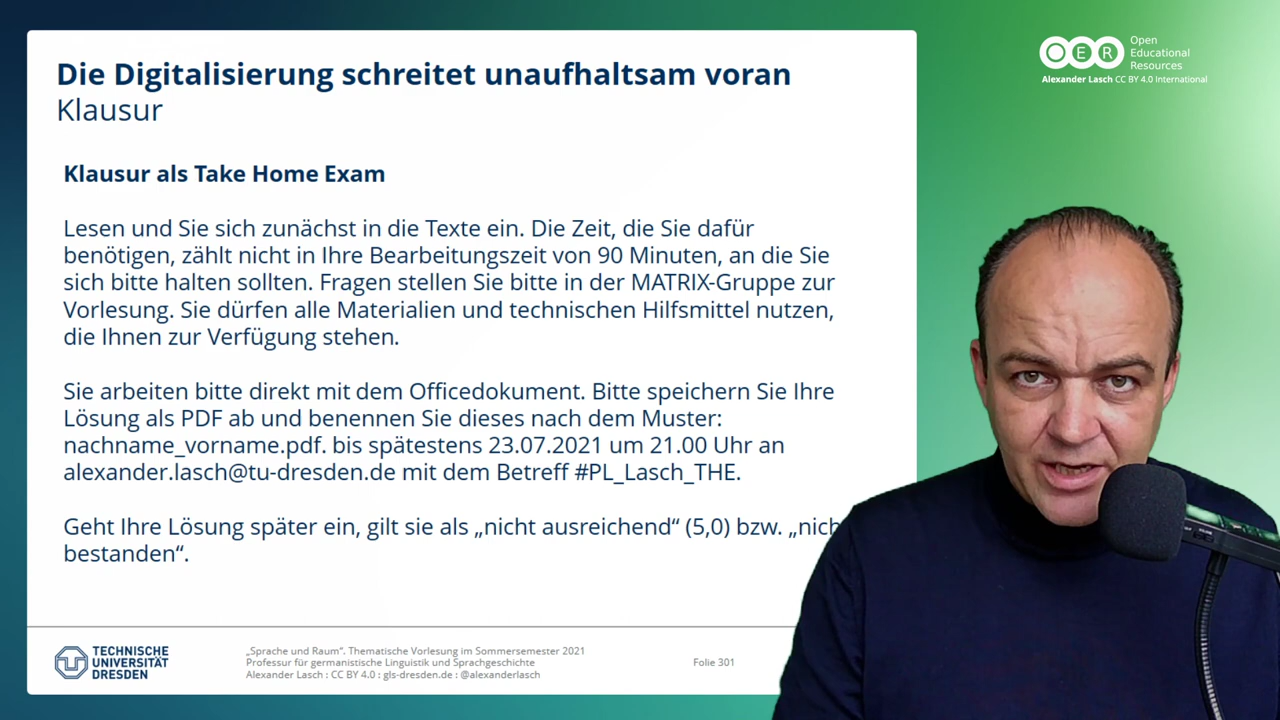 Die Digitalisierung schreitet unaufhaltsam voran
Klausur
Klausur als Take Home Exam
Lesen und Sie sich zunächst in die Texte ein. Die Zeit, die Sie dafür
benötigen, zählt nicht in Ihre Bearbeitungszeit von 90 Minuten, an die Sie
sich bitte halten sollten. Fragen stellen Sie bitte in der MATRIX-Gruppe zur
Vorlesung. Sie dürfen alle Materialien und technischen Hilfsmittel nutzen,
die Ihnen zur Verfügung stehen.
Sie arbeiten bitte direkt mit dem Officedokument. Bitte speichern Sie Ihre
Lösung als PDF ab und benennen Sie dieses nach dem Muster:
nachname_vorname.pdf. bis spätestens 23.07.2021 um 21.00 Uhr an
alexander.lasch@tu-dresden.de mit dem Betreff #PL_Lasch_THE.
Geht Ihre Lösung später ein, gilt sie als „nicht ausreichend“ (5,0) bzw. „nich
bestanden“.
TECHNISCHE
UNIVERSITÄT
DRESDEN
„Sprache und Raum“. Thematische Vorlesung im Sommersemester 2021
Professur für germanistische Linguistik und Sprachgeschichte
Alexander Lasch : CC BY 4.0 : gls-dresden.de : @alexanderlasch
Folie 301
OER
Open
Educational
Resources
Alexander Lasch CC BY 4.0 International